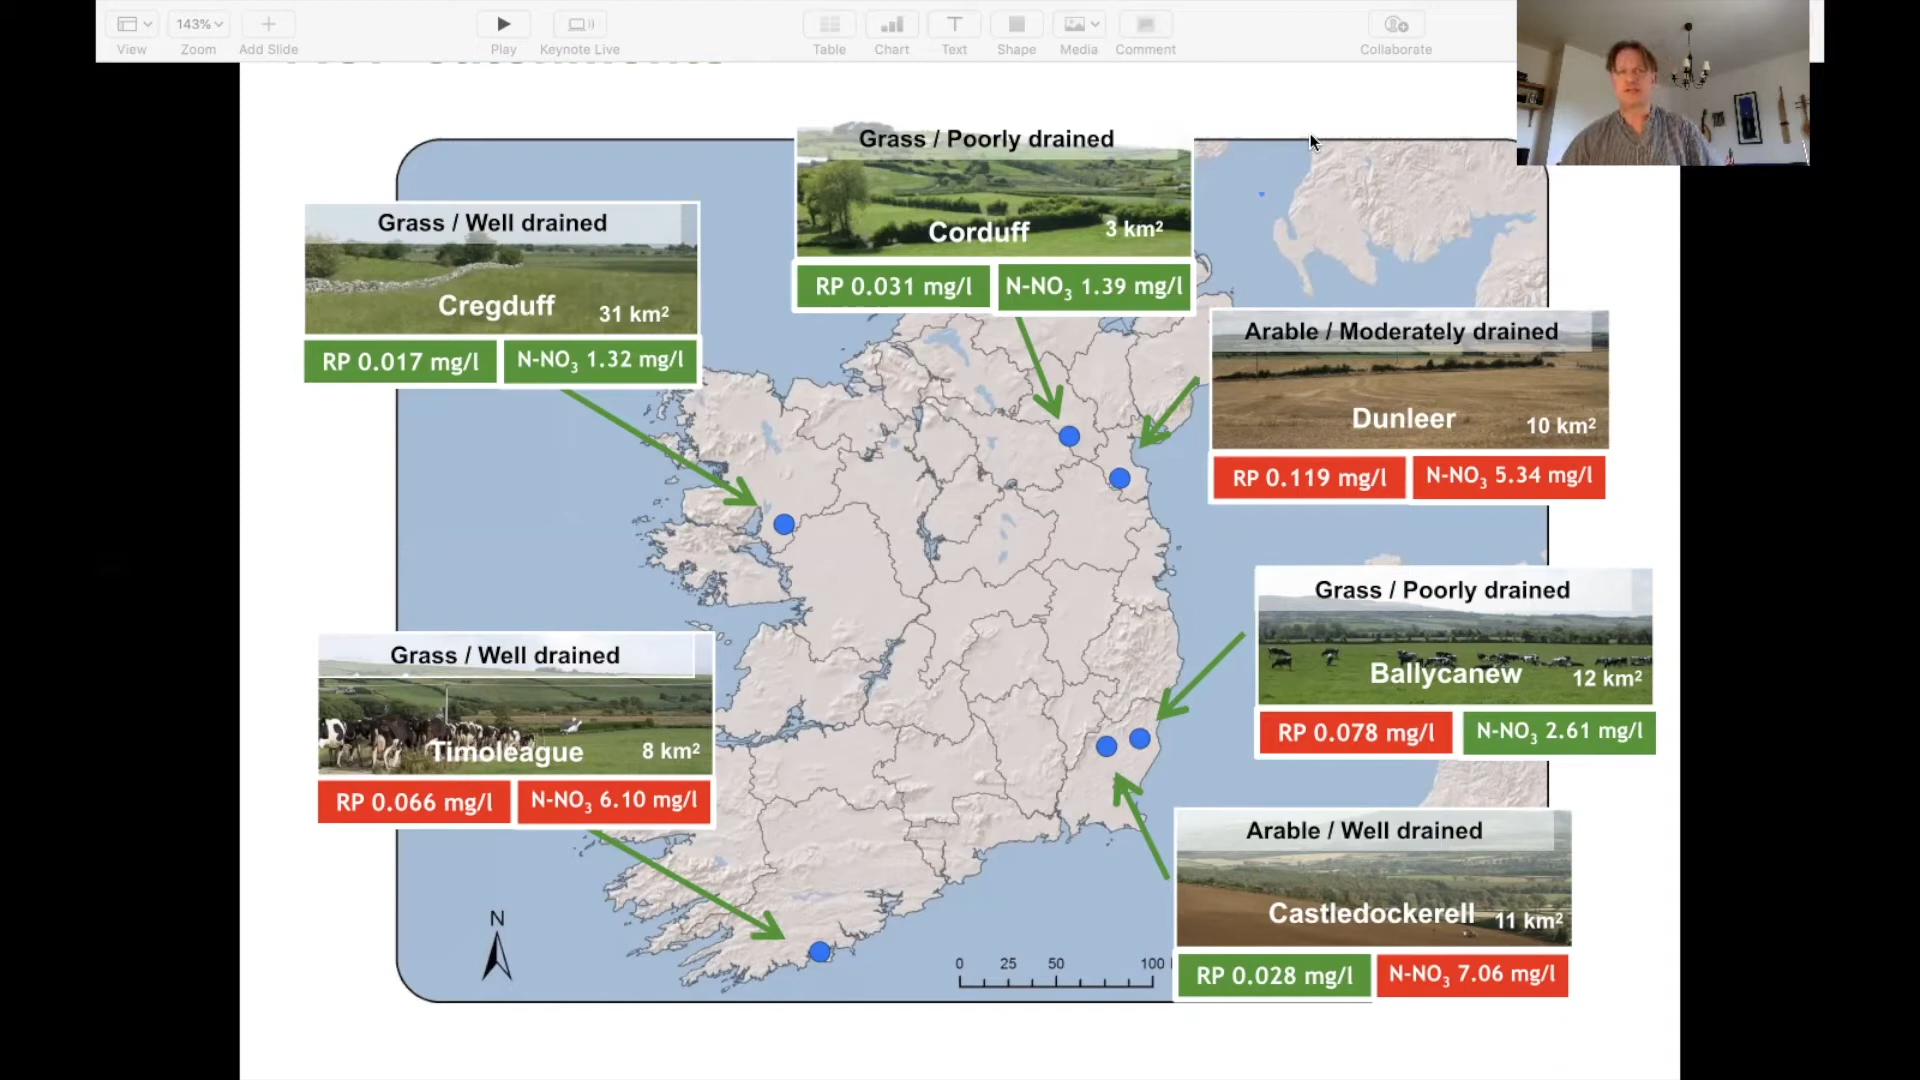 143%
View
Zoom
Add Slide
Play
Keynote Live
Table
Chart
Text
Shape
Media
Comment
Collaborate
Grass / Poorly drained
Corduff
3 km²
RP 0.031 mg/l
N-NO₃ 1.39 mg/l
Grass / Well drained
Cregduff
31 km²
RP 0.017 mg/l
N-NO₃ 1.32 mg/l
Arable / Moderately drained
Dunleer
10 km²
RP 0.119 mg/l
N-NO₃ 5.34 mg/l
Grass / Poorly drained
Ballycanew
12 km²
RP 0.078 mg/l
N-NO₃ 2.61 mg/l
Grass / Well drained
Timoleague
8 km²
RP 0.066 mg/l
N-NO₃ 6.10 mg/l
Arable / Well drained
Castledockerell
11 km²
RP 0.028 mg/l
N-NO₃ 7.06 mg/l
N
0 25 50 100